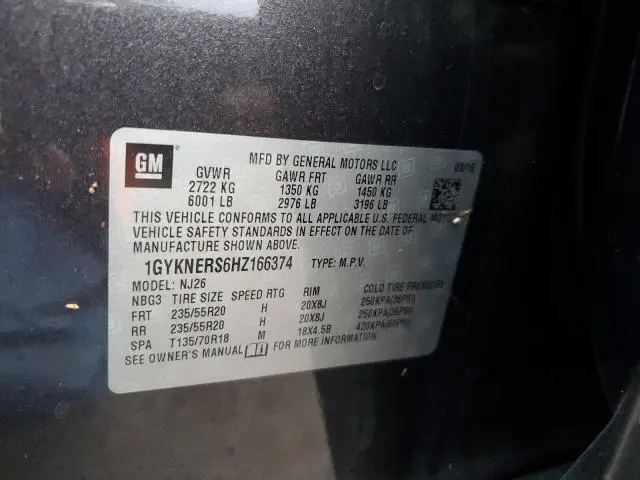 GM
MFD BY GENERAL MOTORS LLC
GVWR GAWR FRT GAWR RR
2722 KG 1350 KG 1450 KG
6001 LB 2976 LB 3196 LB
THIS VEHICLE CONFORMS TO ALL APPLICABLE U.S. FEDERAL MOTOR
VEHICLE SAFETY STANDARDS IN EFFECT ON THE DATE OF
MANUFACTURE SHOWN ABOVE.
1GYKNERS6HZ166374 TYPE: M.P.V.
MODEL: NJ26
NBG3 TIRE SIZE SPEED RTG RIM COLD TIRE PRESSURE
FRT 235/55R20 H 20X8J 250KPA(36PSI)
RR 235/55R20 H 20X8J 250KPA(36PSI)
SPA T135/70R18 M 18X4.5B 420KPA(60PSI)
SEE OWNER'S MANUAL i FOR MORE INFORMATION